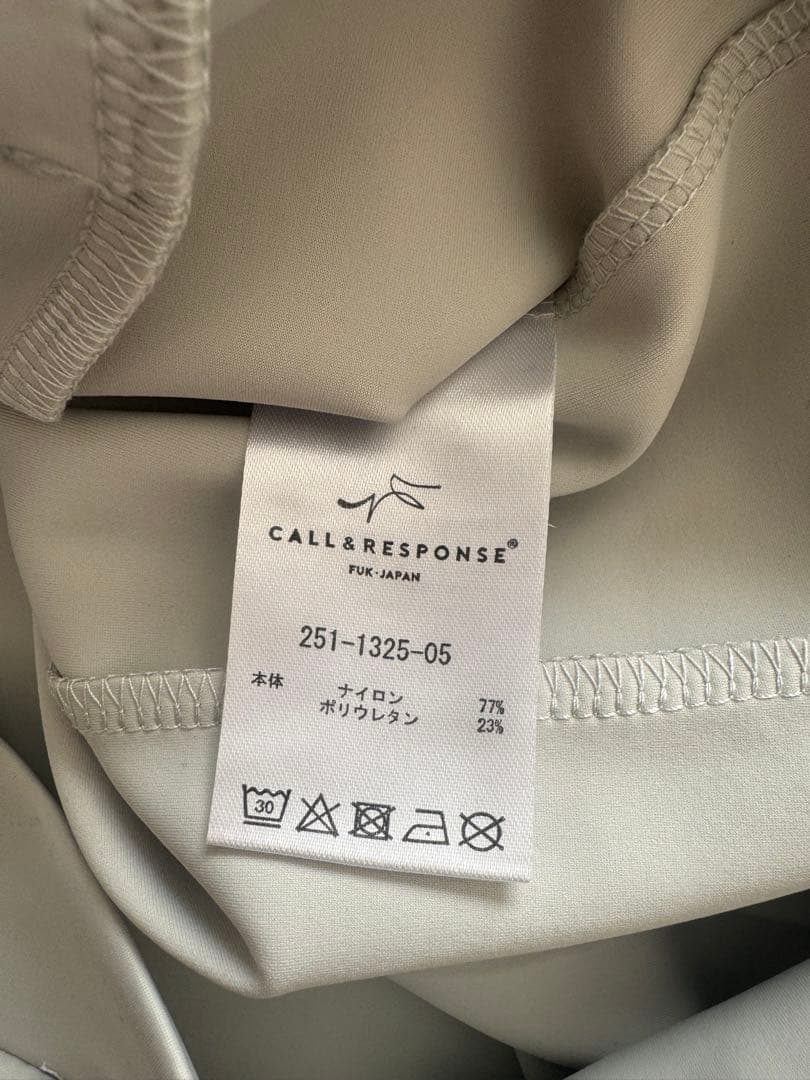 CALL & RESPONSE®
FUK・JAPAN
251-1325-05
本体 ナイロン 77%
ポリウレタン 23%
30